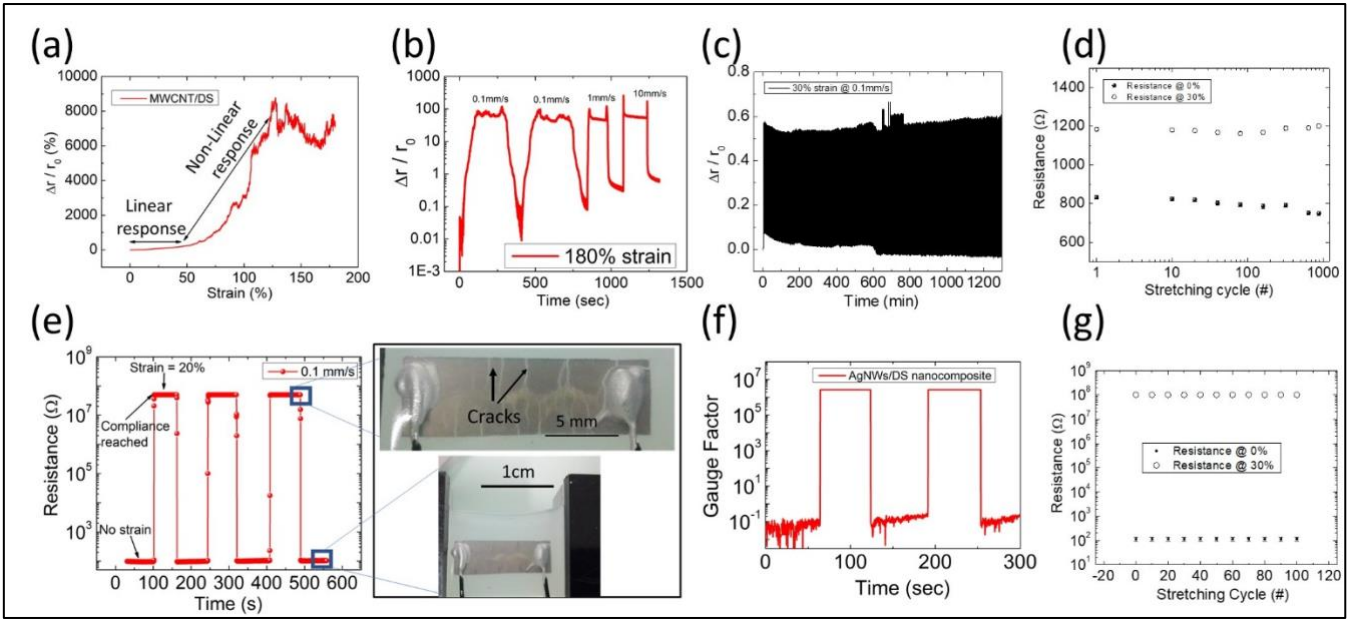 (a)
10000
8000
6000
4000
2000
0
Δr / r0 (%)
MWCNT/DS
Non-Linear
response
Linear
response
0
50
100
150
200
Strain (%)
(b)
1000
100
10
1
0.1
0.01
1E-3
Δr / r0
0.1mm/s
0.1mm/s
1mm/s
10mm/s
180% strain
0
500
1000
1500
Time (sec)
(c)
0.8
0.6
0.4
0.2
0.0
Δr / r0
30% strain @ 0.1mm/s
0
200
400
600
800
1000
1200
Time (min)
(d)
1400
1200
1000
800
600
Resistance (Ω)
Resistance @ 0%
Resistance @ 30%
1
10
100
1000
Stretching cycle (#)
(e)
10^9
10^7
10^5
10^3
Resistance (Ω)
Strain = 20%
0.1 mm/s
Compliance
reached
No strain
0
100
200
300
400
500
600
Time (s)
Cracks
5 mm
1cm
(f)
10^7
10^5
10^3
10^1
10^-1
Gauge Factor
AgNWs/DS nanocomposite
0
100
200
300
Time (sec)
(g)
10^9
10^8
10^7
10^6
10^5
10^4
10^3
10^2
10^1
Resistance (Ω)
Resistance @ 0%
Resistance @ 30%
-20
0
20
40
60
80
100
120
Stretching Cycle (#)